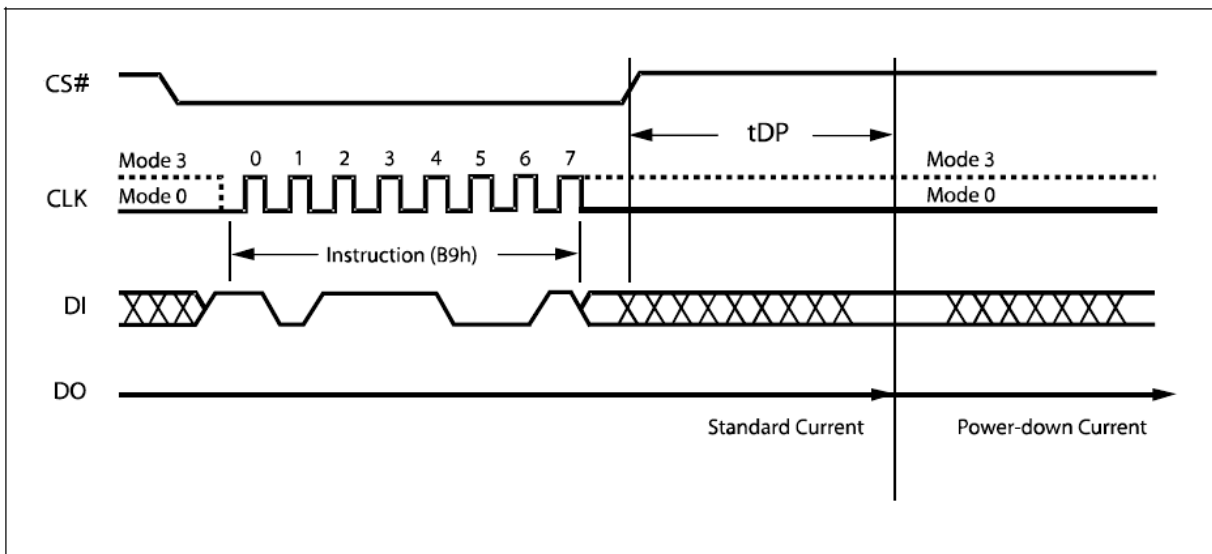 CS#
tDP
Mode 3
0 1 2 3 4 5 6 7
Mode 3
CLK
Mode 0
Mode 0
Instruction (B9h)
DI
DO
Standard Current
Power-down Current